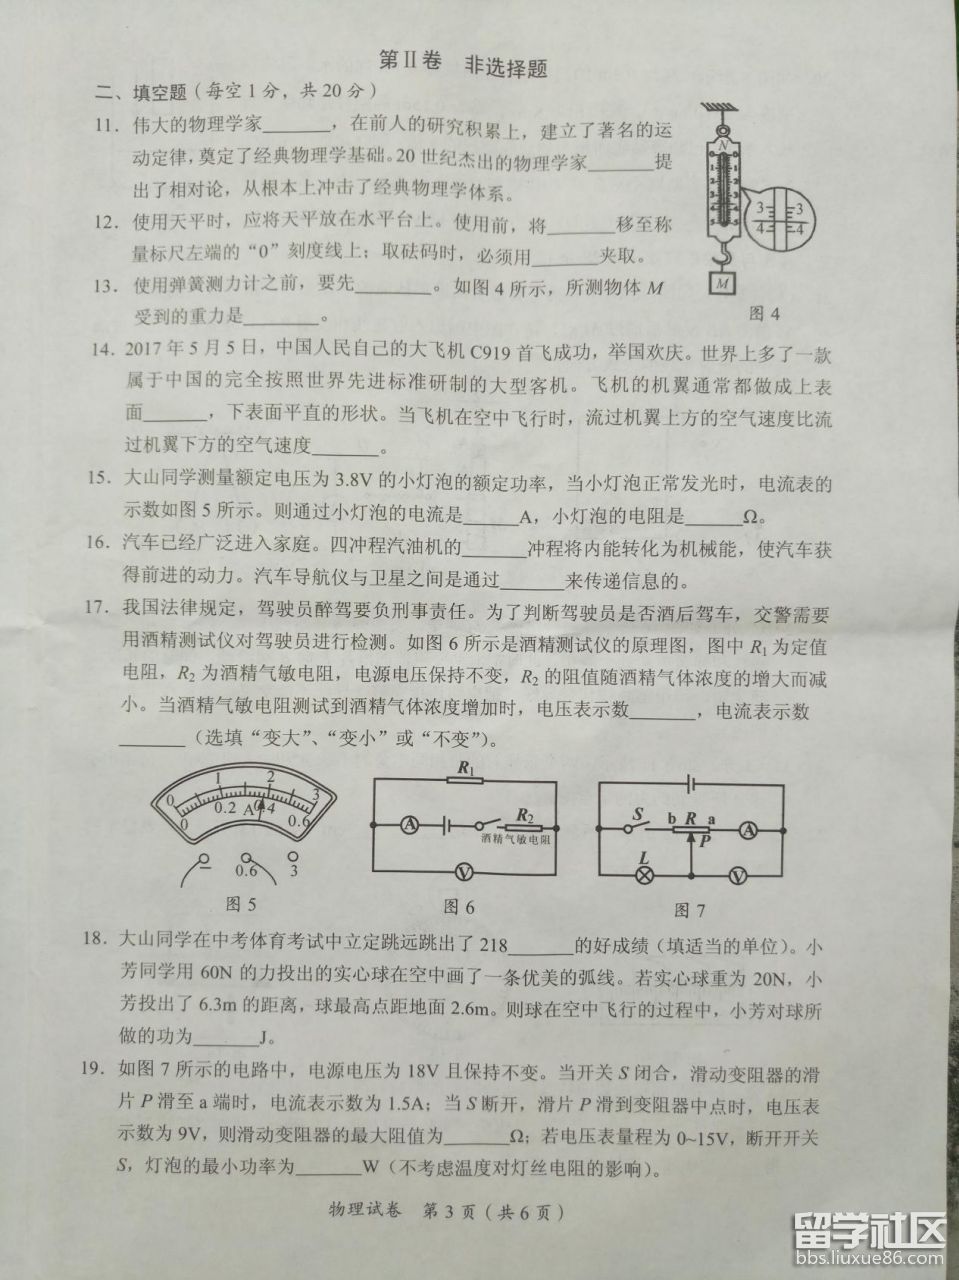 第Ⅱ卷 非选择题
二、填空题（每空1分，共20分）
11．伟大的物理学家______，在前人的研究积累上，建立了著名的运
动定律，奠定了经典物理学基础。20世纪杰出的物理学家______提
出了相对论，从根本上冲击了经典物理学体系。
12．使用天平时，应将天平放在水平台上。使用前，将______移至称
量标尺左端的“0”刻度线上；取砝码时，必须用______夹取。
13．使用弹簧测力计之前，要先______。如图4所示，所测物体M
受到的重力是______。
N
1 1
2 2
3 3
4 4
5 5
3 3
4 4
M
图4
14．2017年5月5日，中国人民自己的大飞机C919首飞成功，举国欢庆。世界上多了一款
属于中国的完全按照世界先进标准研制的大型客机。飞机的机翼通常都做成上表
面______，下表面平直的形状。当飞机在空中飞行时，流过机翼上方的空气速度比流
过机翼下方的空气速度______。
15．大山同学测量额定电压为3.8V的小灯泡的额定功率，当小灯泡正常发光时，电流表的
示数如图5所示。则通过小灯泡的电流是______A，小灯泡的电阻是______Ω。
16．汽车已经广泛进入家庭。四冲程汽油机的______冲程将内能转化为机械能，使汽车获
得前进的动力。汽车导航仪与卫星之间是通过______来传递信息的。
17．我国法律规定，驾驶员醉驾要负刑事责任。为了判断驾驶员是否酒后驾车，交警需要
用酒精测试仪对驾驶员进行检测。如图6所示是酒精测试仪的原理图，图中R1为定值
电阻，R2为酒精气敏电阻，电源电压保持不变，R2的阻值随酒精气体浓度的增大而减
小。当酒精气敏电阻测试到酒精气体浓度增加时，电压表示数______，电流表示数
______（选填“变大”、“变小”或“不变”）。
0 1 2 3
0 0.2 A 0.4 0.6
− 0.6 3
图5
R1
A R2
酒精气敏电阻
V
图6
S b R a A
P
L V
图7
18．大山同学在中考体育考试中立定跳远跳出了218______的好成绩（填适当的单位）。小
芳同学用60N的力投出的实心球在空中画了一条优美的弧线。若实心球重为20N，小
芳投出了6.3m的距离，球最高点距地面2.6m。则球在空中飞行的过程中，小芳对球所
做的功为______J。
19．如图7所示的电路中，电源电压为18V且保持不变。当开关S闭合，滑动变阻器的滑
片P滑至a端时，电流表示数为1.5A；当S断开，滑片P滑到变阻器中点时，电压表
示数为9V，则滑动变阻器的最大阻值为______Ω；若电压表量程为0~15V，断开开关
S，灯泡的最小功率为______W（不考虑温度对灯丝电阻的影响）。
物理试卷 第3页（共6页）
留学社区
bbs.liuxue86.com